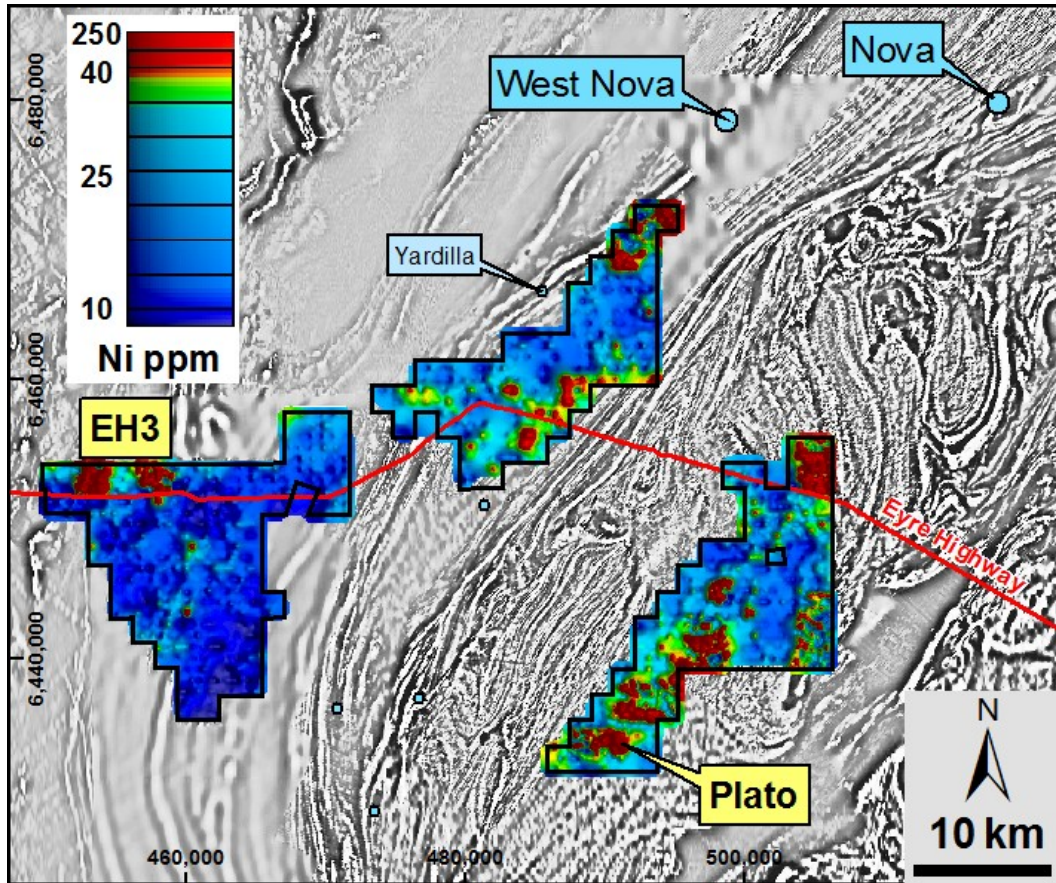 250
40
25
10
Ni ppm
6,480,000
6,460,000
6,440,000
West Nova
Nova
Yardilla
EH3
Eyre Highway
Plato
N
10 km
460,000
480,000
500,000